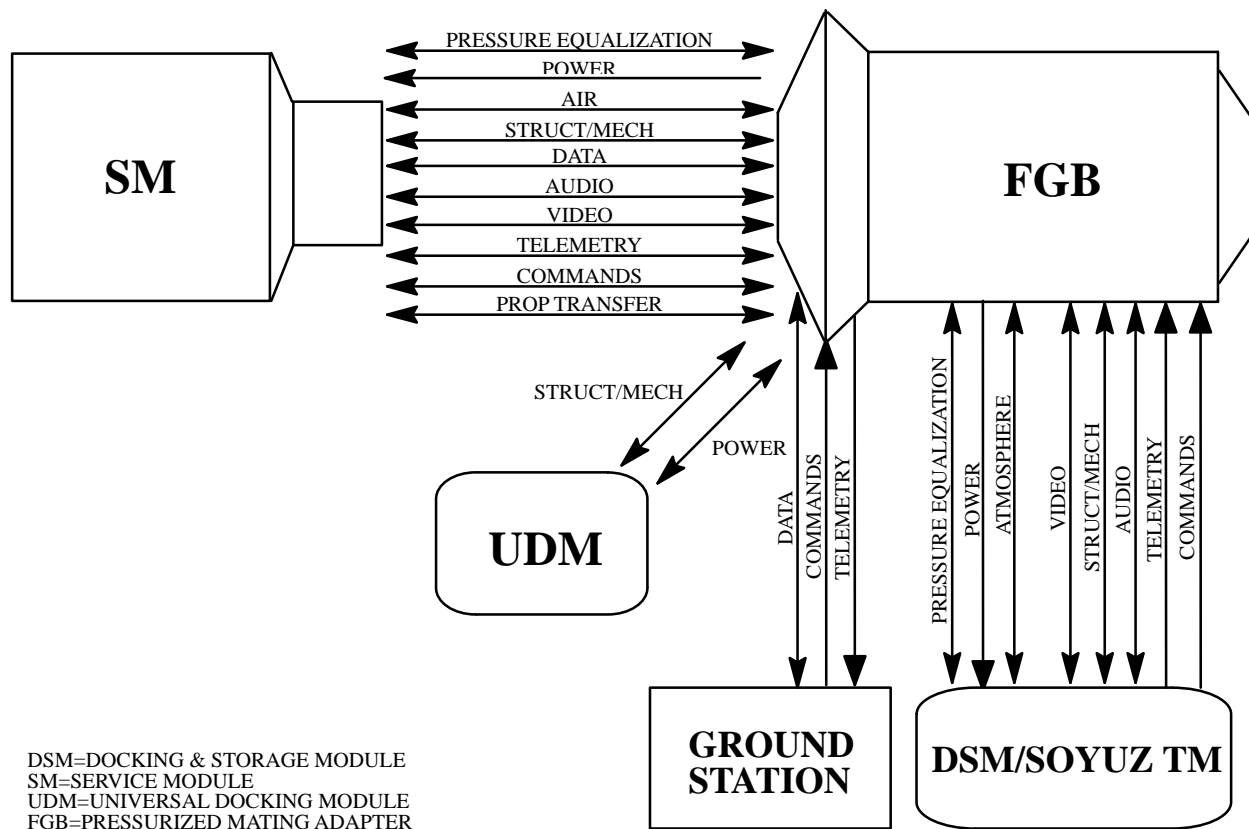 PRESSURE EQUALIZATION
POWER
AIR
STRUCT/MECH
DATA
AUDIO
VIDEO
TELEMETRY
COMMANDS
PROP TRANSFER
SM
FGB
STRUCT/MECH
POWER
UDM
DATA
COMMANDS
TELEMETRY
PRESSURE EQUALIZATION
POWER
ATMOSPHERE
VIDEO
STRUCT/MECH
AUDIO
TELEMETRY
COMMANDS
GROUND
STATION
DSM/SOYUZ TM
DSM=DOCKING & STORAGE MODULE
SM=SERVICE MODULE
UDM=UNIVERSAL DOCKING MODULE
FGB=PRESSURIZED MATING ADAPTER